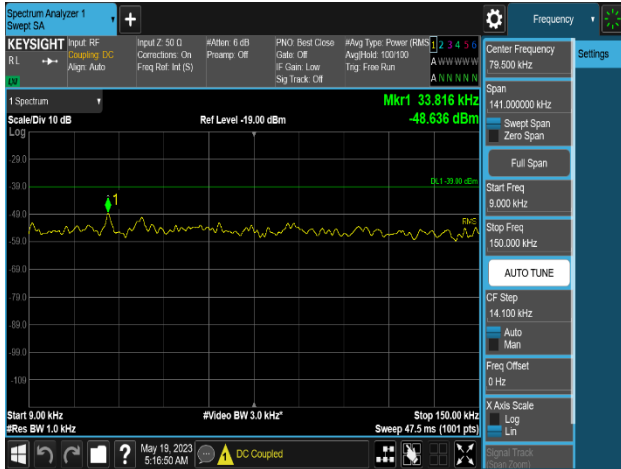 Spectrum Analyzer 1
Swept SA
+
Frequency
KEYSIGHT
RL
LXI
Input: RF
Coupling: DC
Align: Auto
Input Z: 50 Ω
Corrections: On
Freq Ref: Int (S)
#Atten: 6 dB
Preamp: Off
PNO: Best Close
Gate: Off
IF Gain: Low
Sig Track: Off
#Avg Type: Power (RMS
Avg|Hold: 100/100
Trig: Free Run
1 2 3 4 5 6
A W W W W W
A N N N N N
Center Frequency
79.500 kHz
Settings
1 Spectrum
Scale/Div 10 dB
Log
Ref Level -19.00 dBm
Mkr1 33.816 kHz
-48.636 dBm
Span
141.000000 kHz
Swept Span
Zero Span
Full Span
Start Freq
9.000 kHz
Stop Freq
150.000 kHz
AUTO TUNE
CF Step
14.100 kHz
Auto
Man
Freq Offset
0 Hz
X Axis Scale
Log
Lin
Signal Track
(Span Zoom)
-29.0
-39.0
-49.0
-59.0
-69.0
-79.0
-89.0
-99.0
-109
DL1 -39.00 dBm
1
RMS
Start 9.00 kHz
#Res BW 1.0 kHz
#Video BW 3.0 kHz*
Stop 150.00 kHz
Sweep 47.5 ms (1001 pts)
?
May 19, 2023
5:16:50 AM
DC Coupled